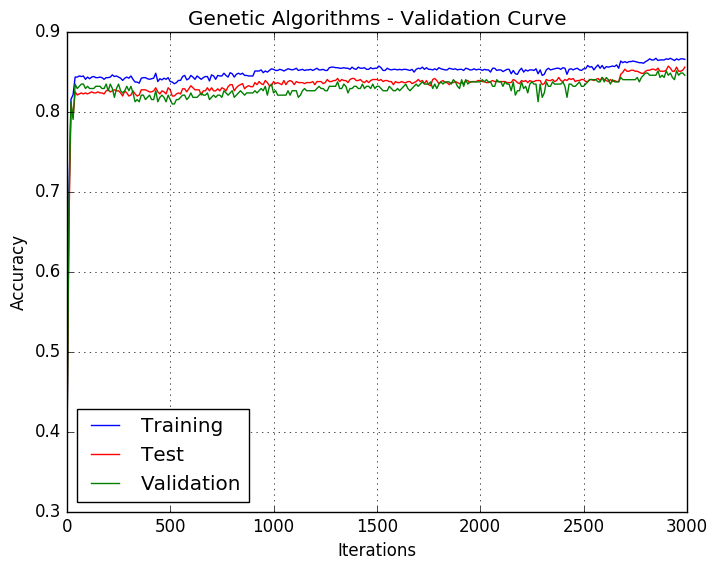 Genetic Algorithms - Validation Curve
0.9
0.8
0.7
0.6
0.5
0.4
0.3
Accuracy
Training
Test
Validation
0 500 1000 1500 2000 2500 3000
Iterations